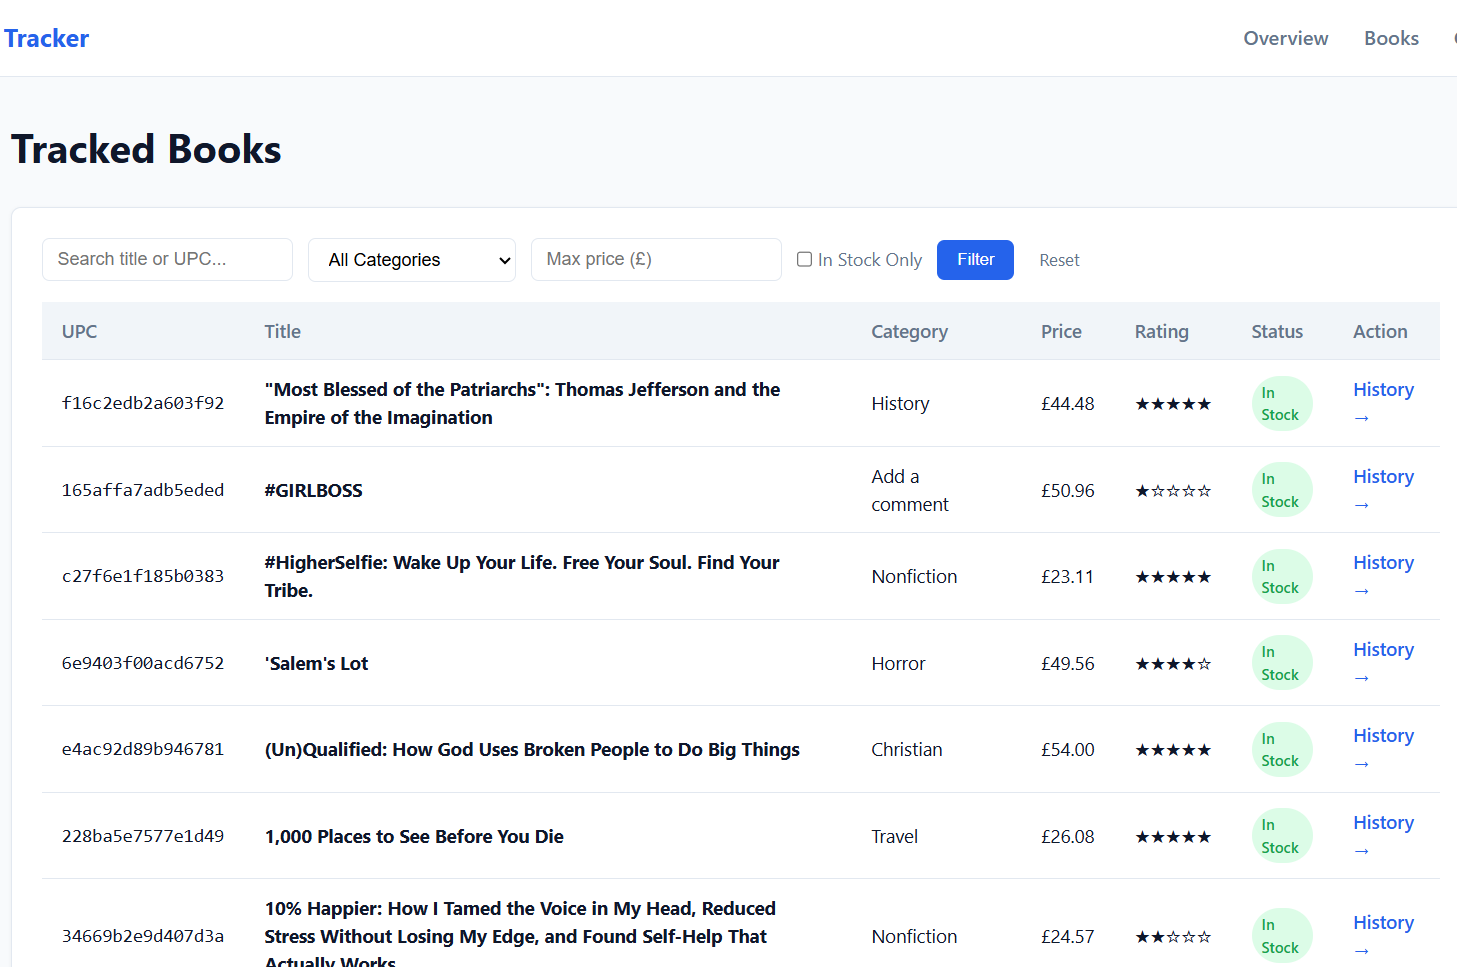 Tracker
Overview Books
Tracked Books
Search title or UPC...
All Categories
Max price (£)
In Stock Only
Filter
Reset
UPC Title Category Price Rating Status Action
f16c2edb2a603f92 "Most Blessed of the Patriarchs": Thomas Jefferson and the History £44.48 ★★★★★ In History
Empire of the Imagination Stock →
165affa7adb5eded #GIRLBOSS Add a £50.96 ★☆☆☆☆ In History
comment Stock →
c27f6e1f185b0383 #HigherSelfie: Wake Up Your Life. Free Your Soul. Find Your Nonfiction £23.11 ★★★★★ In History
Tribe. Stock →
6e9403f00acd6752 'Salem's Lot Horror £49.56 ★★★★☆ In History
Stock →
e4ac92d89b946781 (Un)Qualified: How God Uses Broken People to Do Big Things Christian £54.00 ★★★★★ In History
Stock →
228ba5e7577e1d49 1,000 Places to See Before You Die Travel £26.08 ★★★★★ In History
Stock →
34669b2e9d407d3a 10% Happier: How I Tamed the Voice in My Head, Reduced Nonfiction £24.57 ★★☆☆☆ In History
Stress Without Losing My Edge, and Found Self-Help That Stock →
Actually Works